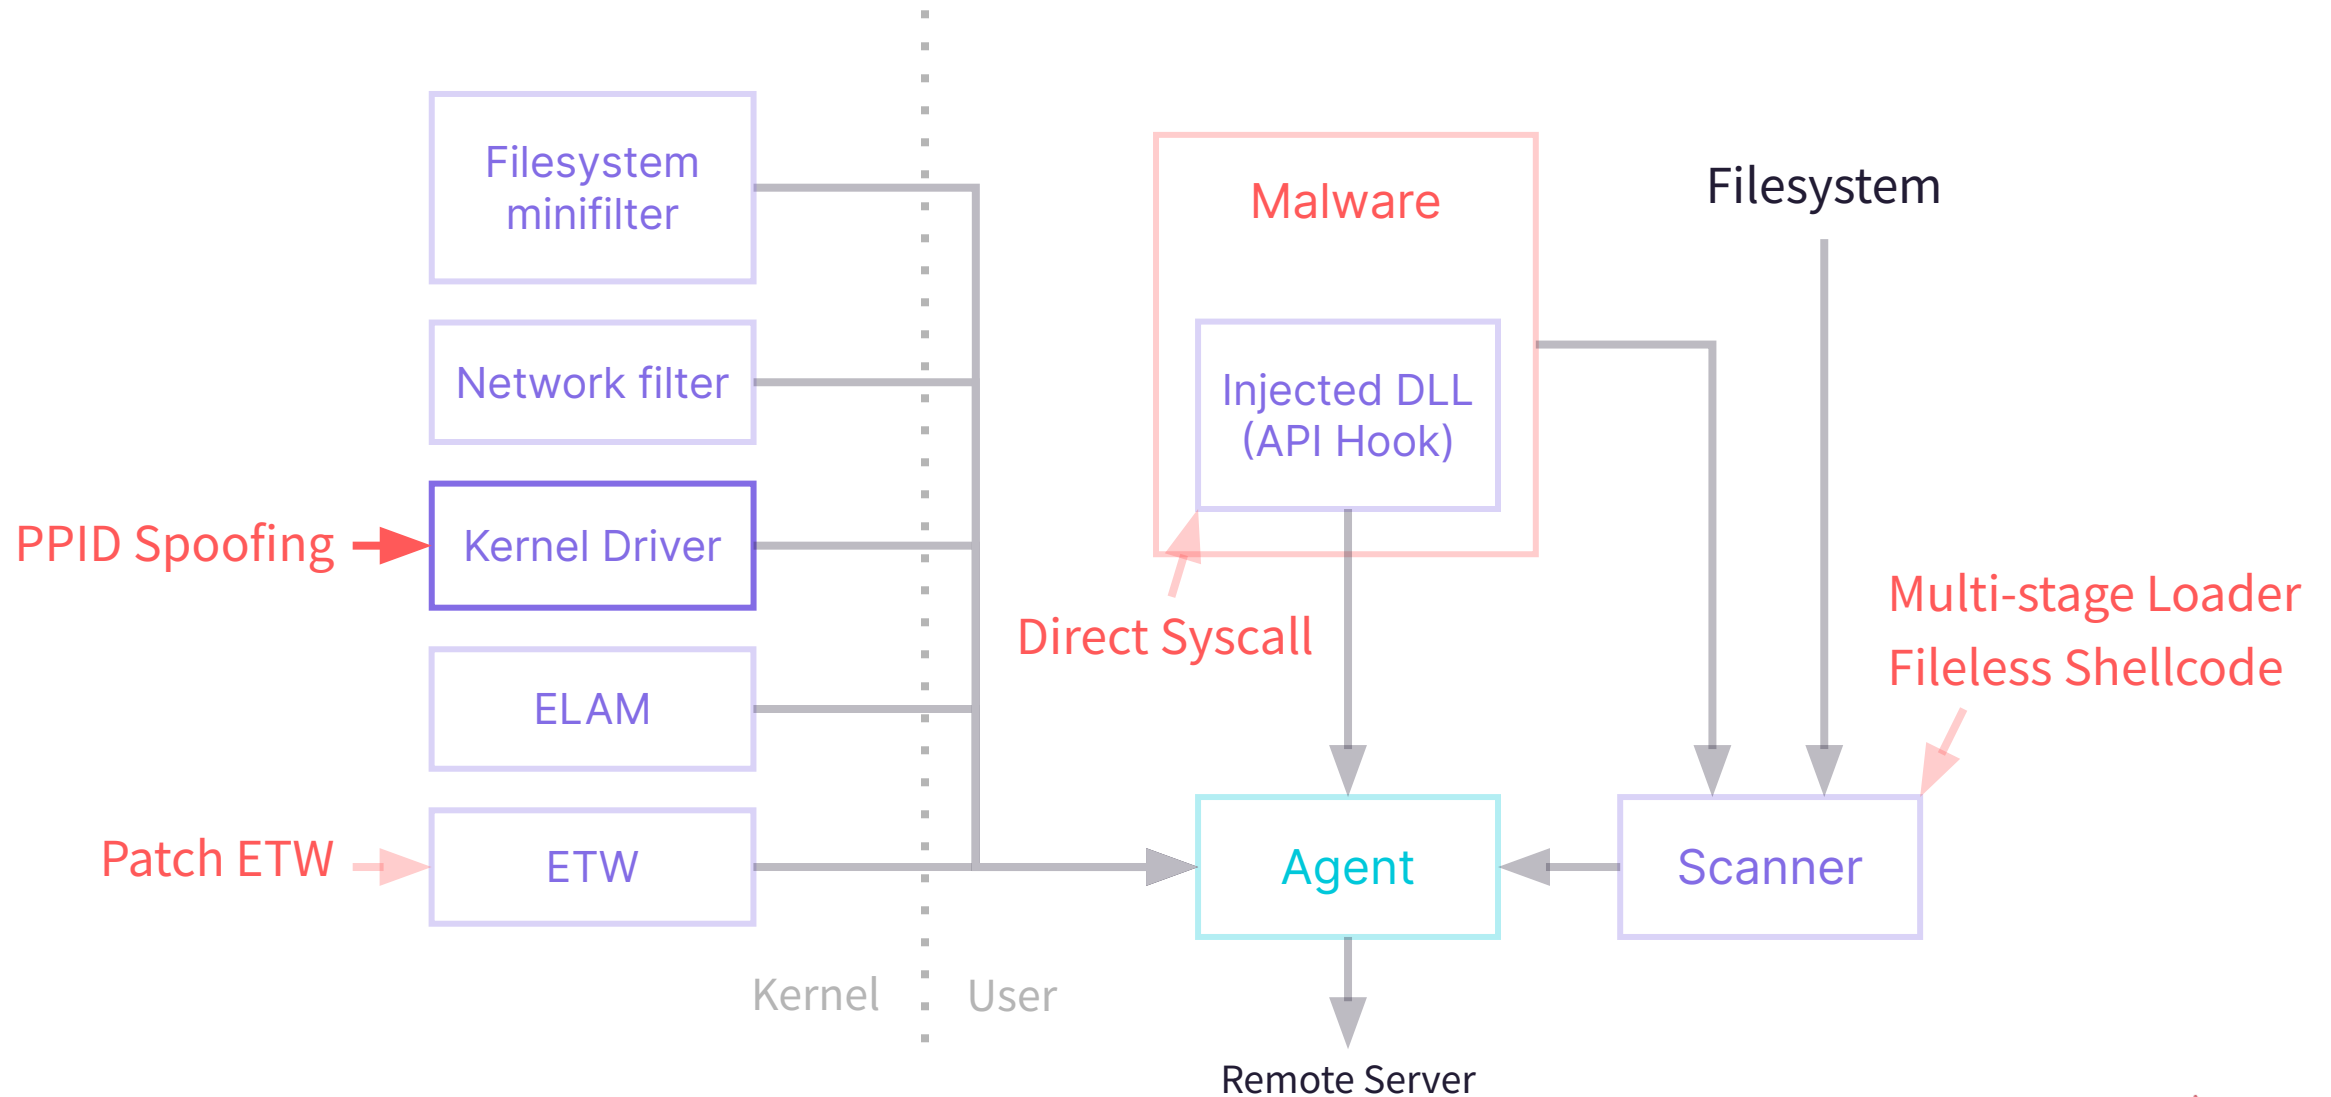 Filesystem
minifilter
Network filter
PPID Spoofing
Kernel Driver
ELAM
Patch ETW
ETW
Kernel
User
Malware
Injected DLL
(API Hook)
Direct Syscall
Filesystem
Multi-stage Loader
Fileless Shellcode
Agent
Scanner
Remote Server